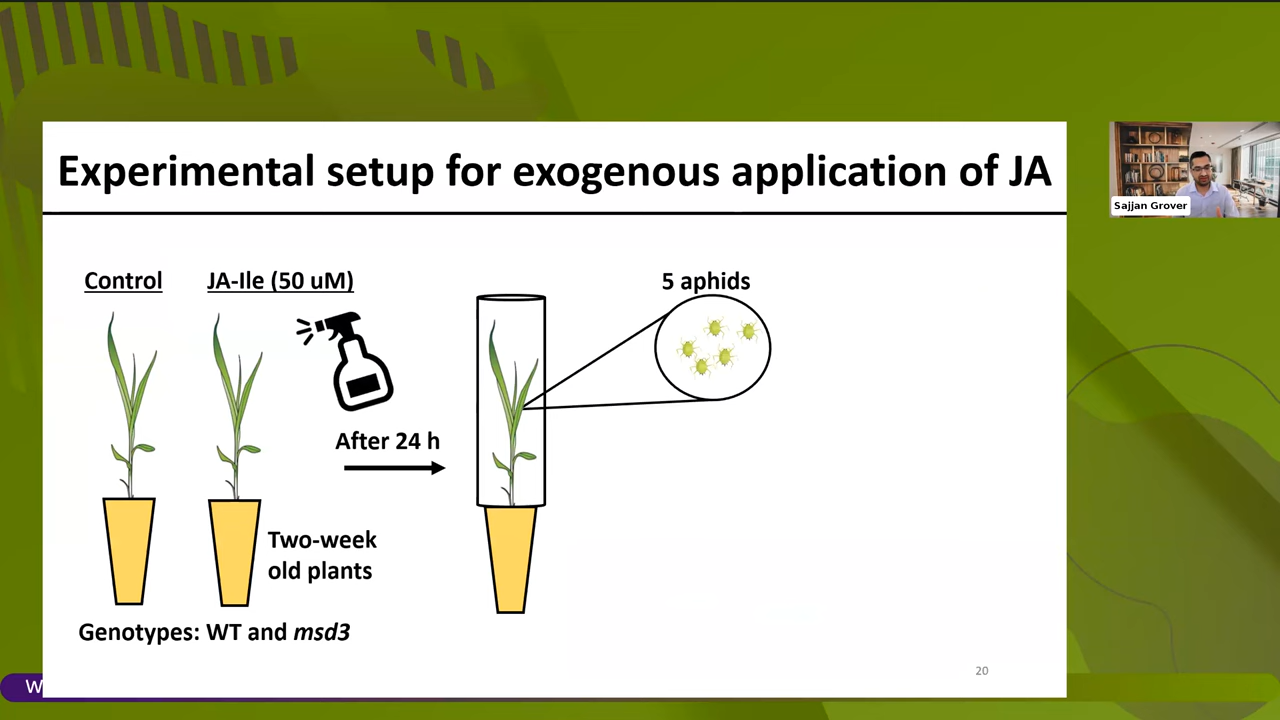 Experimental setup for exogenous application of JA
Sajjan Grover
Control
JA-Ile (50 uM)
5 aphids
After 24 h
Two-week
old plants
Genotypes: WT and msd3
20
W